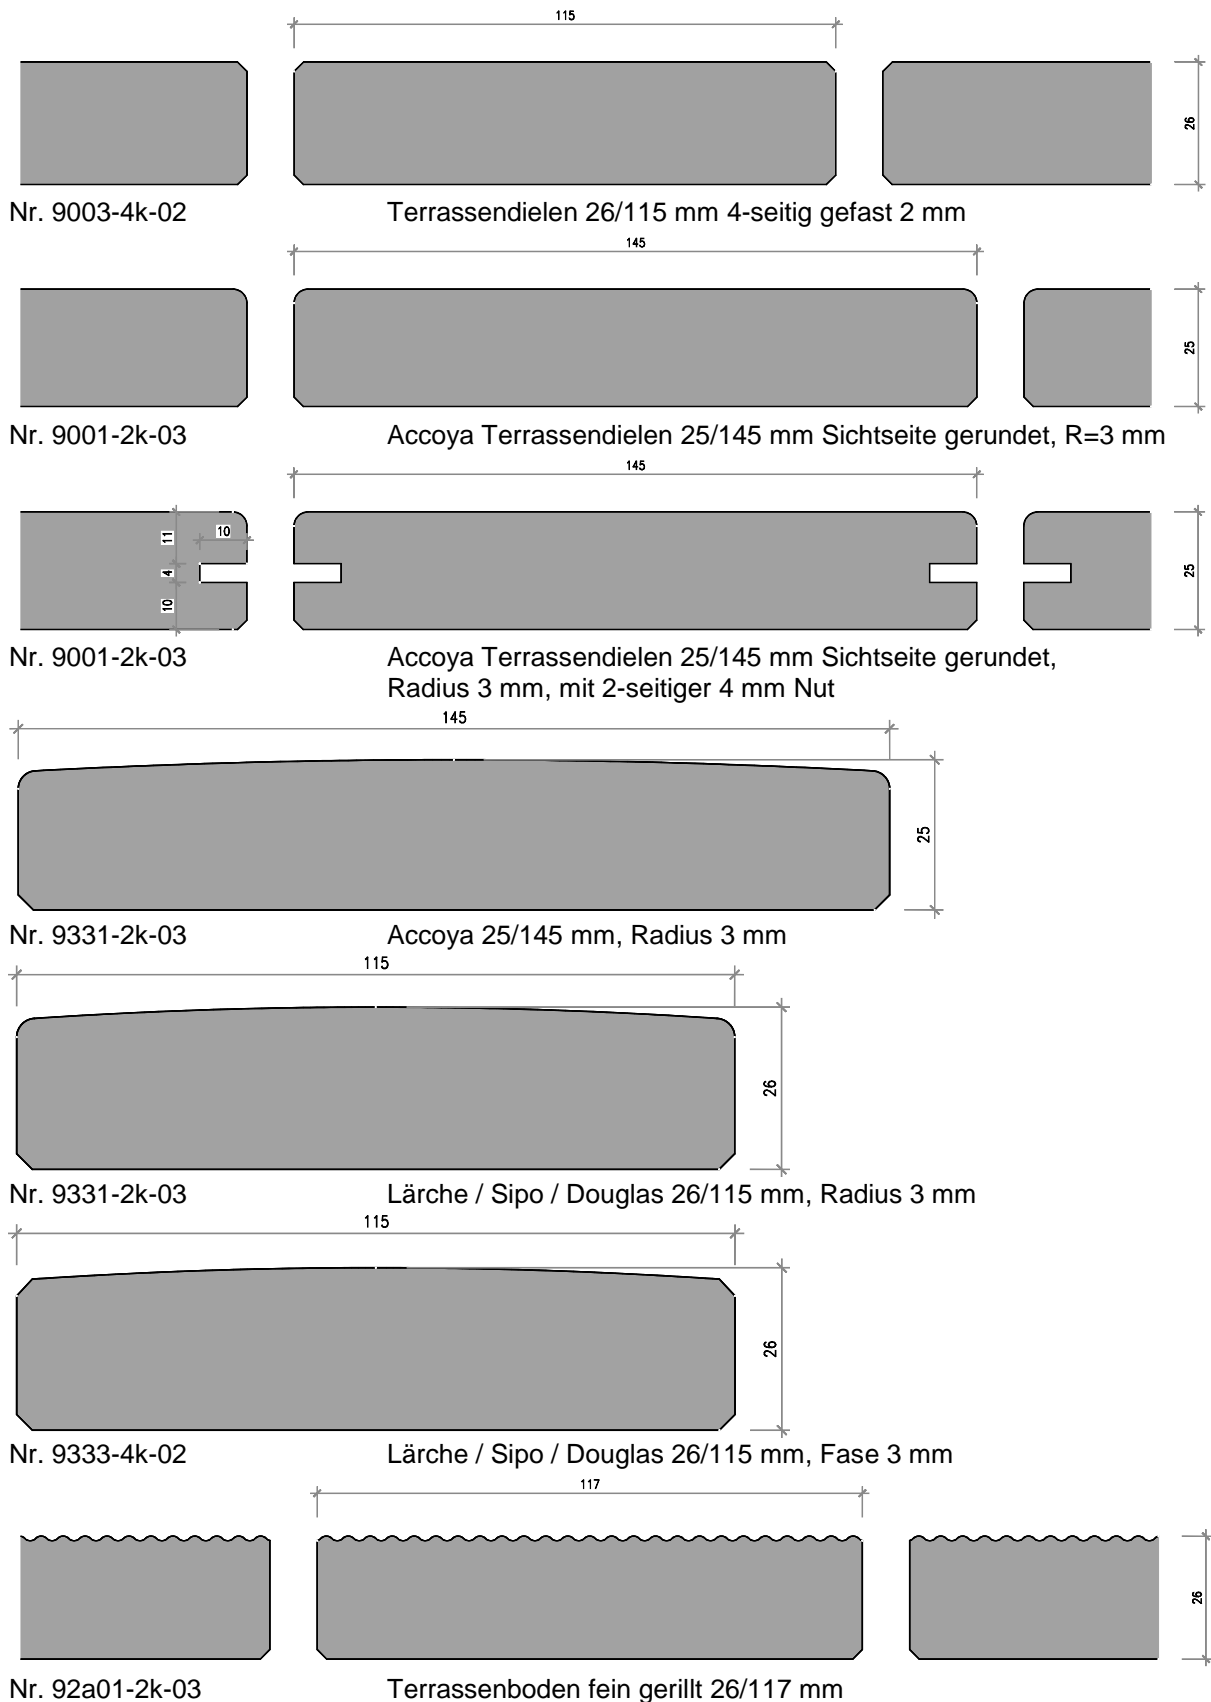 115
26
Nr. 9003-4k-02 Terrassendielen 26/115 mm 4-seitig gefast 2 mm
145
25
Nr. 9001-2k-03 Accoya Terrassendielen 25/145 mm Sichtseite gerundet, R=3 mm
145
11
10
4
10
25
Nr. 9001-2k-03 Accoya Terrassendielen 25/145 mm Sichtseite gerundet,
Radius 3 mm, mit 2-seitiger 4 mm Nut
145
25
Nr. 9331-2k-03 Accoya 25/145 mm, Radius 3 mm
115
26
Nr. 9331-2k-03 Lärche / Sipo / Douglas 26/115 mm, Radius 3 mm
115
26
Nr. 9333-4k-02 Lärche / Sipo / Douglas 26/115 mm, Fase 3 mm
117
26
Nr. 92a01-2k-03 Terrassenboden fein gerillt 26/117 mm